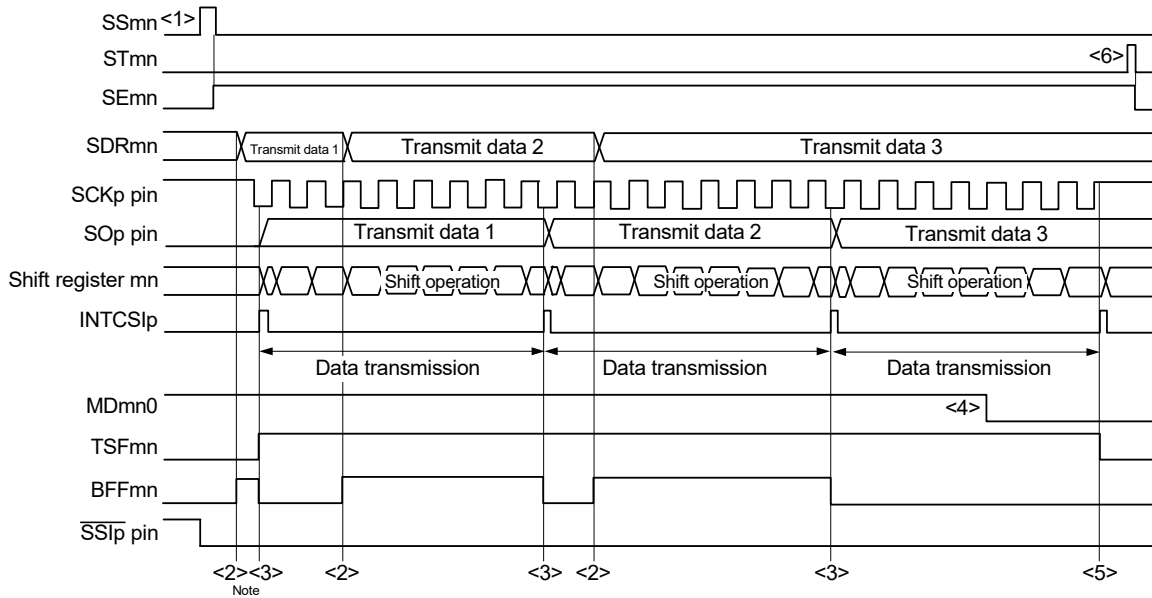 SSmn <1>
STmn <6>
SEmn
SDRmn Transmit data 1 Transmit data 2 Transmit data 3
SCKp pin
SOp pin Transmit data 1 Transmit data 2 Transmit data 3
Shift register mn Shift operation Shift operation Shift operation
INTCSIp
Data transmission Data transmission Data transmission
MDmn0 <4>
TSFmn
BFFmn
SSIp pin
<2> <3> <2> <3> <2> <3> <5>
Note